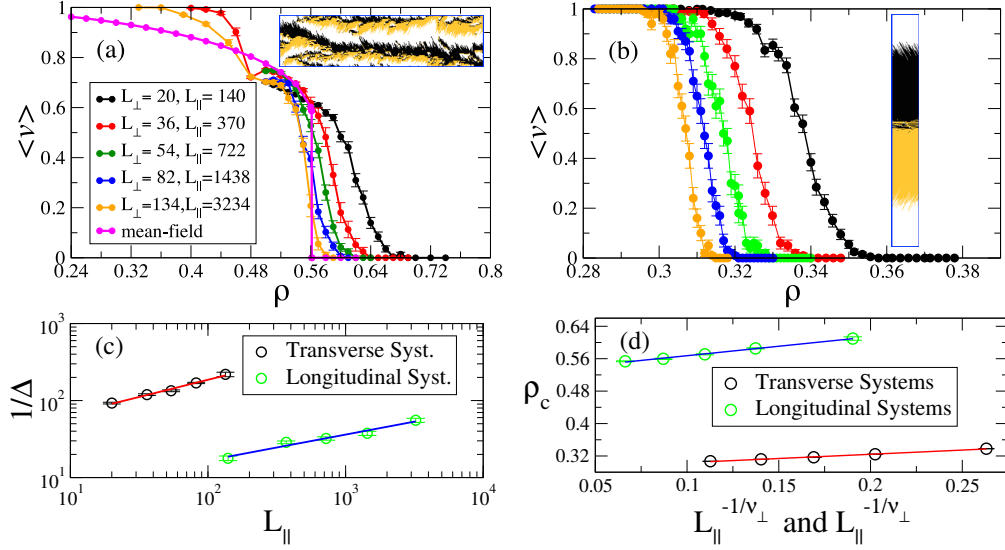 (a)
<v>
1
0.8
0.6
0.4
0.2
0
L⊥= 20, L∥= 140
L⊥= 36, L∥= 370
L⊥= 54, L∥= 722
L⊥= 82, L∥=1438
L⊥= 134,L∥=3234
mean-field
0.24 0.32 0.4 0.48 0.56 0.64 0.72 0.8
ρ
(b)
<v>
1
0.8
0.6
0.4
0.2
0
0.3 0.32 0.34 0.36 0.38
ρ
(c)
1/Δ
10³
10²
10¹
Transverse Syst.
Longitudinal Syst.
10¹ 10² 10³ 10⁴
L∥
(d)
ρc
0.64
0.56
0.48
0.4
0.32
Transverse Systems
Longitudinal Systems
0.05 0.1 0.15 0.2 0.25
L∥^-1/ν⊥ and L∥^-1/ν⊥